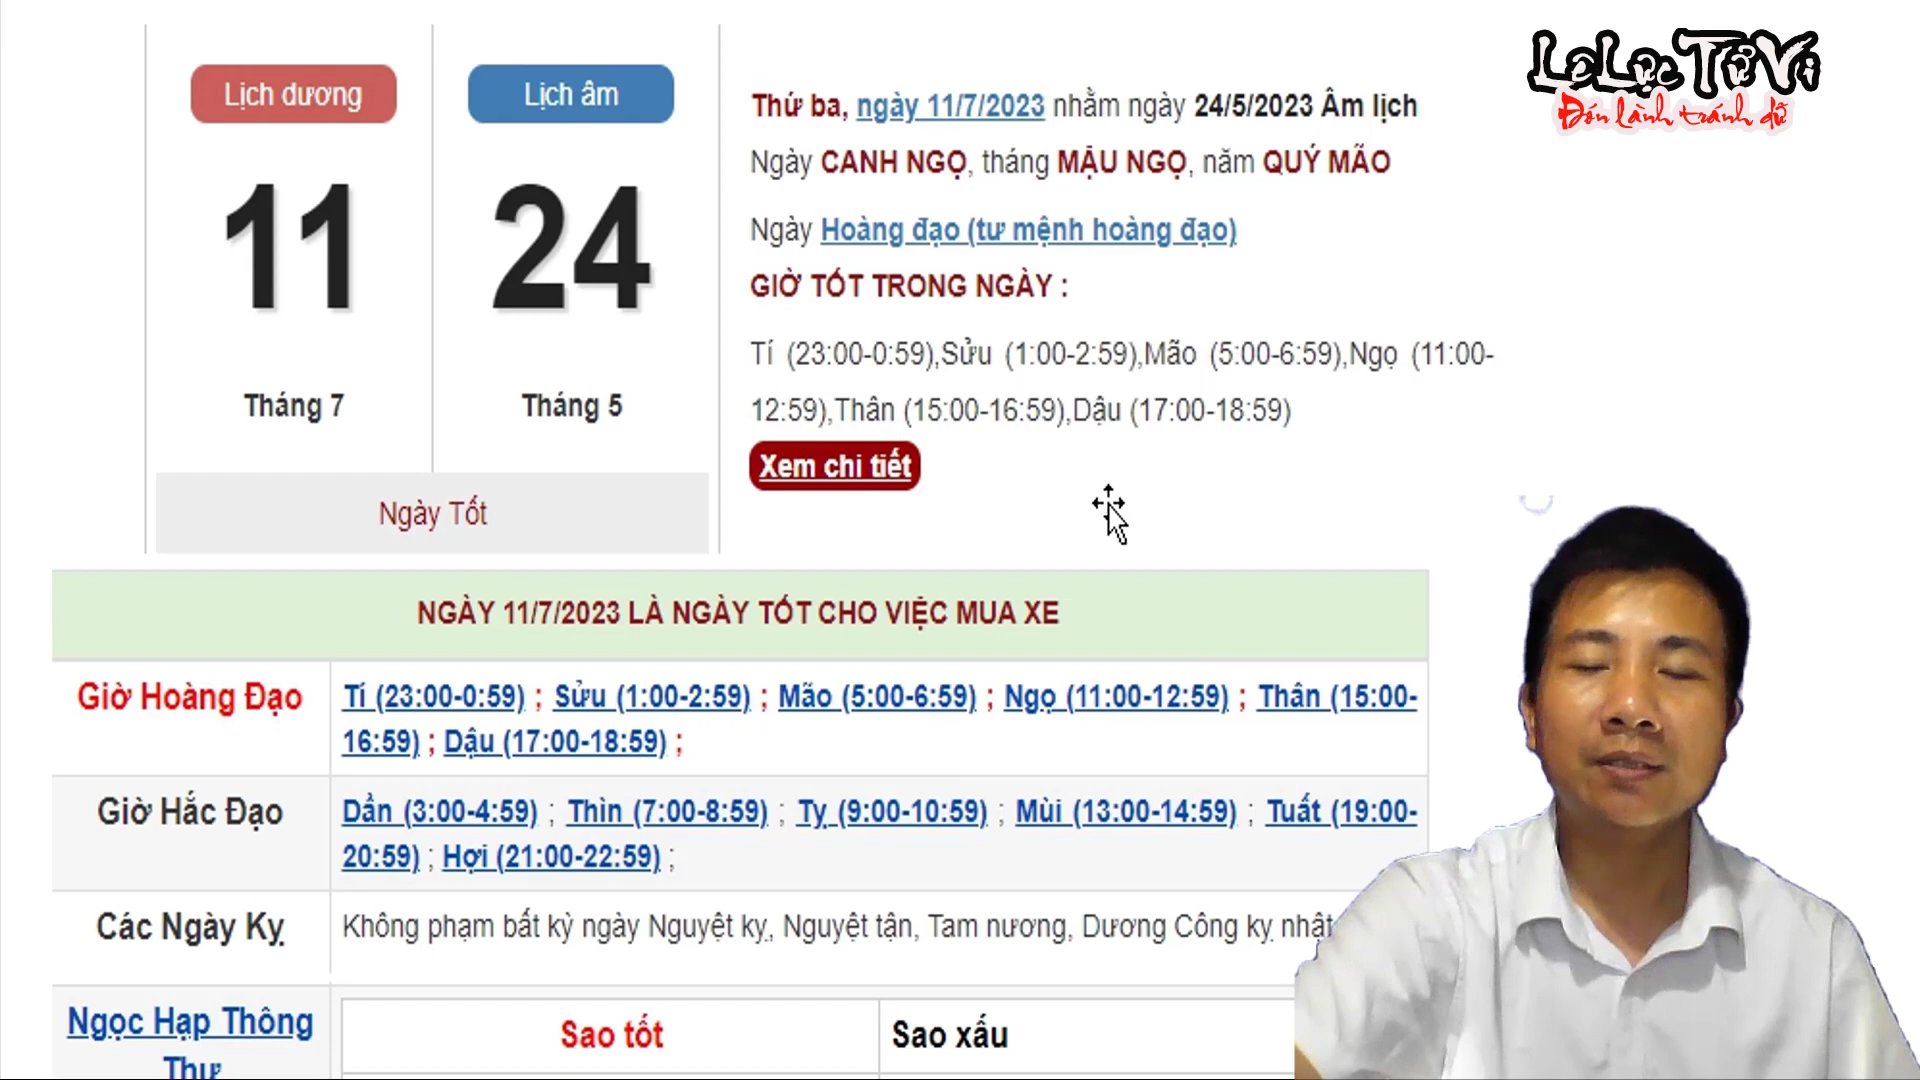 Lịch dương
Lịch âm
11
24
Tháng 7
Tháng 5
Ngày Tốt
Thứ ba, ngày 11/7/2023 nhằm ngày 24/5/2023 Âm lịch
Ngày CANH NGỌ, tháng MẬU NGỌ, năm QUÝ MÃO
Ngày Hoàng đạo (tư mệnh hoàng đạo)
GIỜ TỐT TRONG NGÀY :
Tí (23:00-0:59),Sửu (1:00-2:59),Mão (5:00-6:59),Ngọ (11:00-
12:59),Thân (15:00-16:59),Dậu (17:00-18:59)
Xem chi tiết
LeLụcTửVi
Đón lành tránh dữ
NGÀY 11/7/2023 LÀ NGÀY TỐT CHO VIỆC MUA XE
Giờ Hoàng Đạo
Tí (23:00-0:59) ; Sửu (1:00-2:59) ; Mão (5:00-6:59) ; Ngọ (11:00-12:59) ; Thân (15:00-
16:59) ; Dậu (17:00-18:59) ;
Giờ Hắc Đạo
Dần (3:00-4:59) ; Thìn (7:00-8:59) ; Tỵ (9:00-10:59) ; Mùi (13:00-14:59) ; Tuất (19:00-
20:59) ; Hợi (21:00-22:59) ;
Các Ngày Kỵ
Không phạm bất kỳ ngày Nguyệt kỵ, Nguyệt tận, Tam nương, Dương Công kỵ nhật
Ngọc Hạp Thông
Thư
Sao tốt
Sao xấu